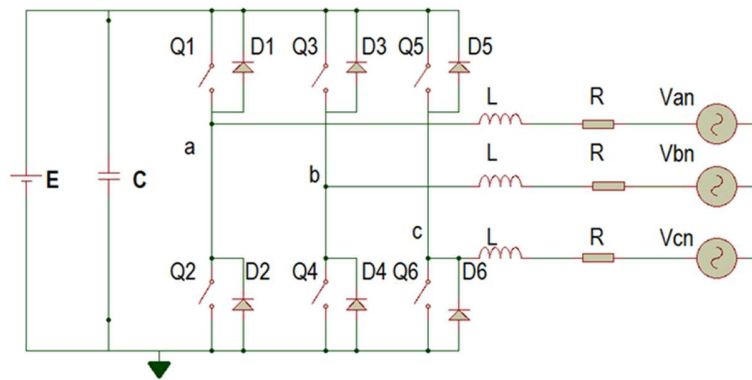 Q1 D1 Q3 D3 Q5 D5
L R Van
a
E C b L R Vbn
c
L R Vcn
Q2 D2 Q4 D4 Q6 D6